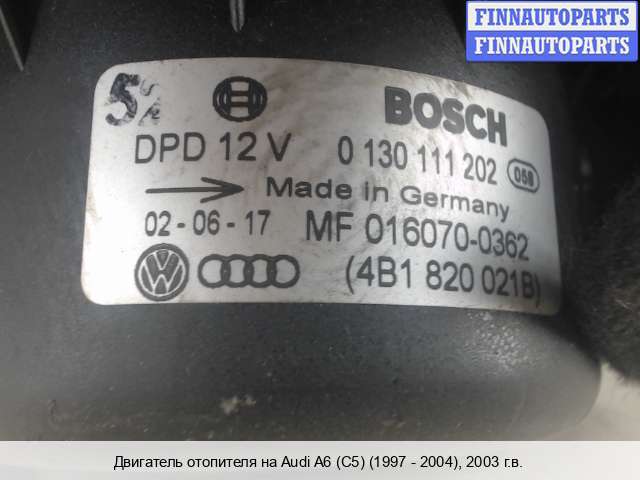 FINNAUTOPARTS
FINNAUTOPARTS
BOSCH
DPD 12 V 0 130 111 202 058
Made in Germany
02-06-17 MF 016070-0362
(4B1 820 021B)
Двигатель отопителя на Audi A6 (C5) (1997 - 2004), 2003 г.в.